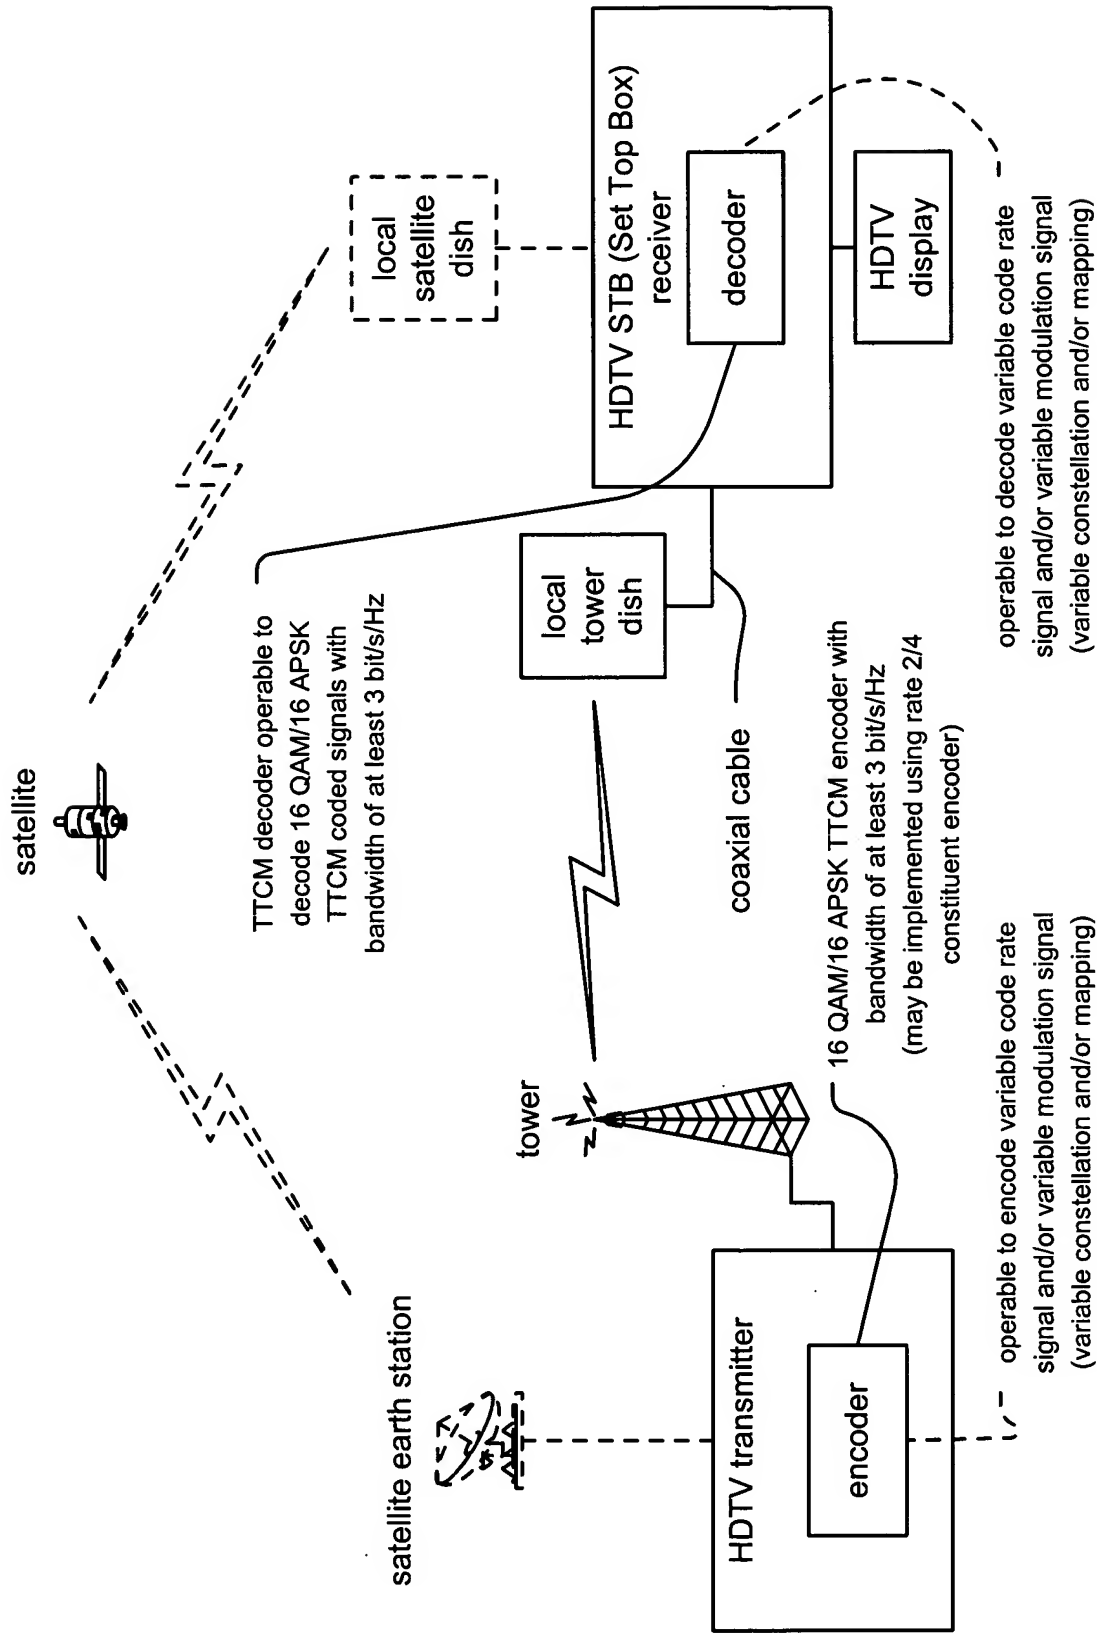 satellite
satellite earth station
local
satellite
dish
TTCM decoder operable to
decode 16 QAM/16 APSK
TTCM coded signals with
bandwidth of at least 3 bit/s/Hz
tower
local
tower
dish
HDTV STB (Set Top Box)
receiver
decoder
HDTV
display
HDTV transmitter
encoder
coaxial cable
16 QAM/16 APSK TTCM encoder with
bandwidth of at least 3 bit/s/Hz
(may be implemented using rate 2/4
constituent encoder)
operable to encode variable code rate
signal and/or variable modulation signal
(variable constellation and/or mapping)
operable to decode variable code rate
signal and/or variable modulation signal
(variable constellation and/or mapping)